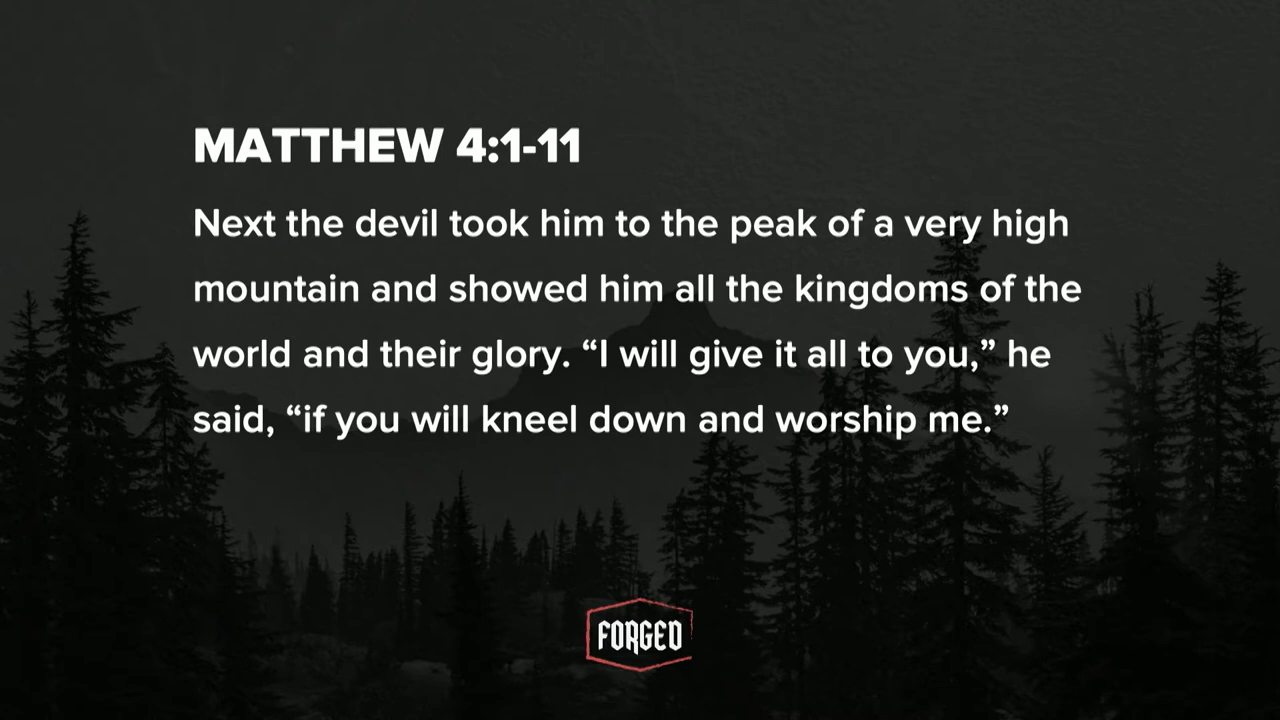 MATTHEW 4:1-11
Next the devil took him to the peak of a very high
mountain and showed him all the kingdoms of the
world and their glory. “I will give it all to you,” he
said, “if you will kneel down and worship me.”
FORGED